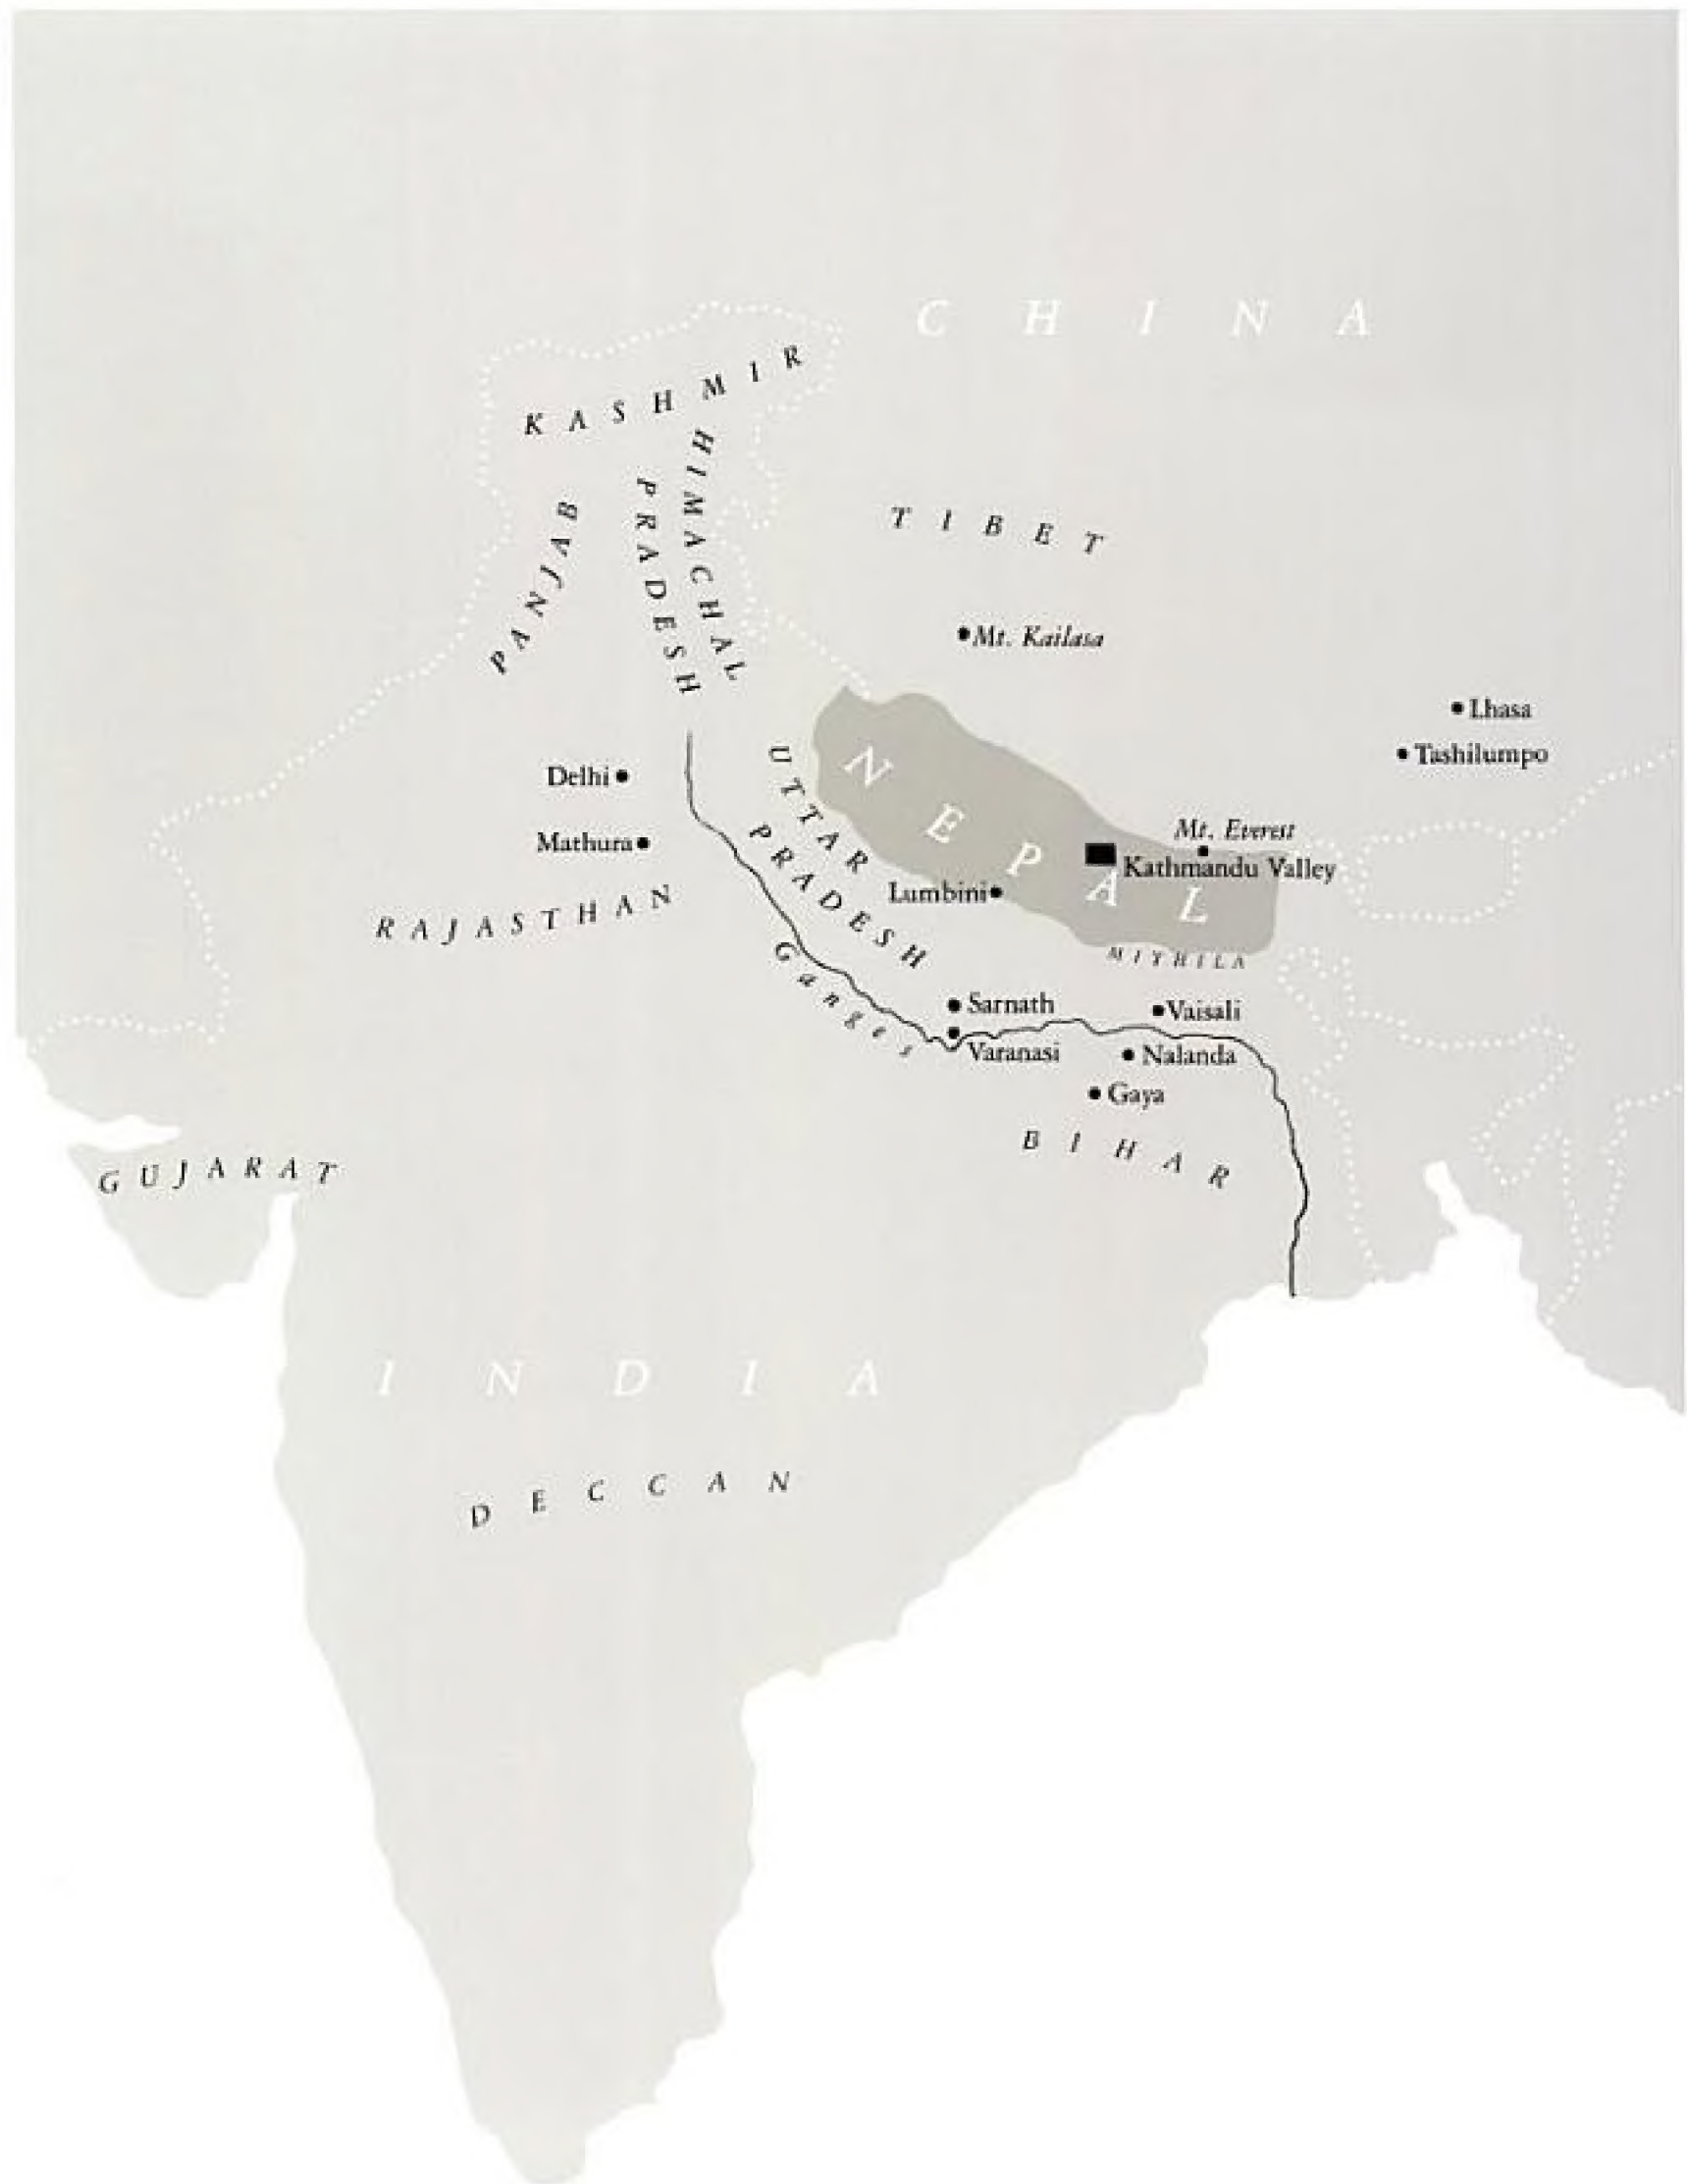 CHINA
KASHMIR
HIMACHAL
PRADESH
PANJAB
TIBET
Mt. Kailasa
Lhasa
Tashilumpo
Delhi
NEPAL
UTTAR
PRADESH
Mt. Everest
Mathura
Kathmandu Valley
Lumbini
RAJASTHAN
MITHILA
Ganges
Sarnath
Vaisali
Varanasi
Nalanda
Gaya
BIHAR
GUJARAT
INDIA
DECCAN